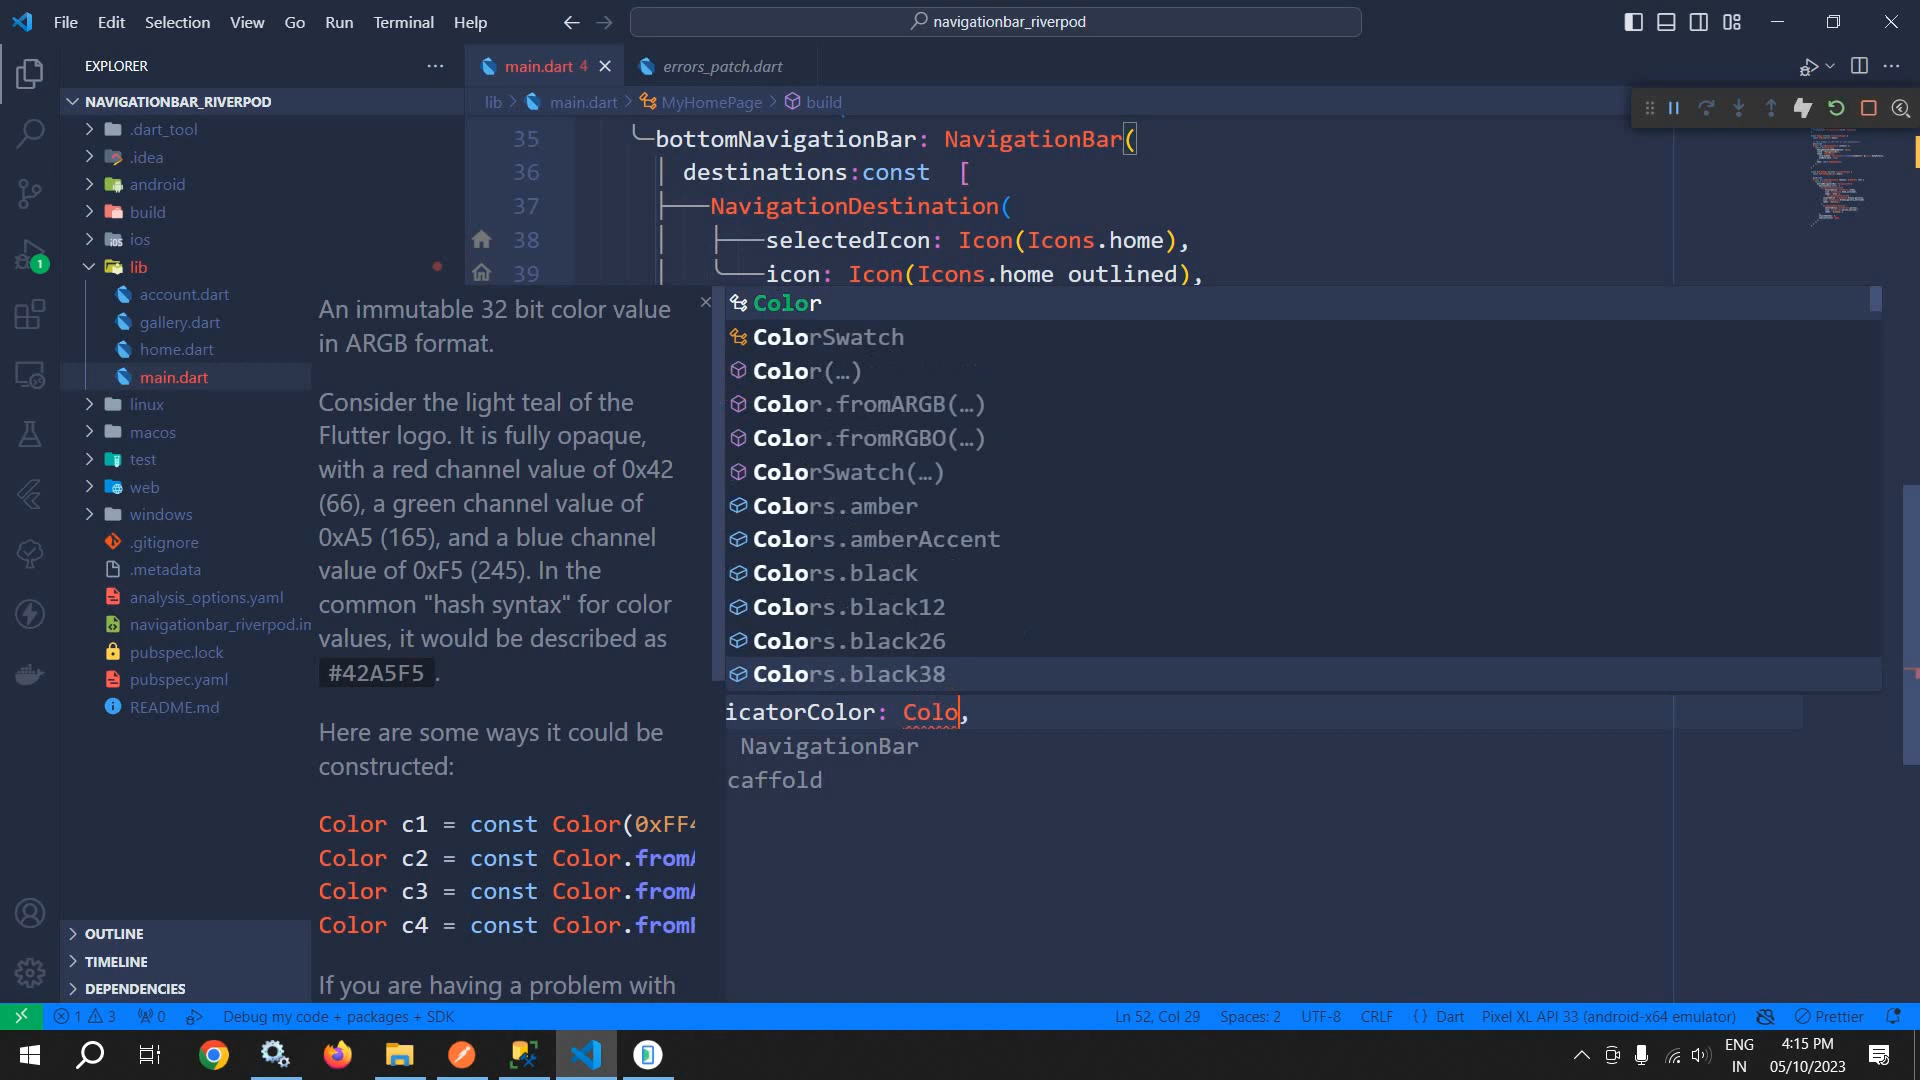 File Edit Selection View Go Run Terminal Help
navigationbar_riverpod
EXPLORER
main.dart 4
errors_patch.dart
NAVIGATIONBAR_RIVERPOD
lib > main.dart > MyHomePage > build
.dart_tool
.idea
android
build
ios
lib
account.dart
gallery.dart
home.dart
main.dart
linux
macos
test
web
windows
.gitignore
.metadata
analysis_options.yaml
navigationbar_riverpod.im
pubspec.lock
pubspec.yaml
README.md
OUTLINE
TIMELINE
DEPENDENCIES
35 bottomNavigationBar: NavigationBar(
36 destinations:const [
37 NavigationDestination(
38 selectedIcon: Icon(Icons.home),
39 icon: Icon(Icons.home outlined),
An immutable 32 bit color value
in ARGB format.
Consider the light teal of the
Flutter logo. It is fully opaque,
with a red channel value of 0x42
(66), a green channel value of
0xA5 (165), and a blue channel
value of 0xF5 (245). In the
common "hash syntax" for color
values, it would be described as
#42A5F5 .
Here are some ways it could be
constructed:
Color c1 = const Color(0xFF4
Color c2 = const Color.from
Color c3 = const Color.from
Color c4 = const Color.from
If you are having a problem with
Color
ColorSwatch
Color(…)
Color.fromARGB(…)
Color.fromRGBO(…)
ColorSwatch(…)
Colors.amber
Colors.amberAccent
Colors.black
Colors.black12
Colors.black26
Colors.black38
icatorColor: Colo,
NavigationBar
caffold
1 3 0 Debug my code + packages + SDK
Ln 52, Col 29 Spaces: 2 UTF-8 CRLF { } Dart Pixel XL API 33 (android-x64 emulator) Prettier
ENG
IN
4:15 PM
05/10/2023